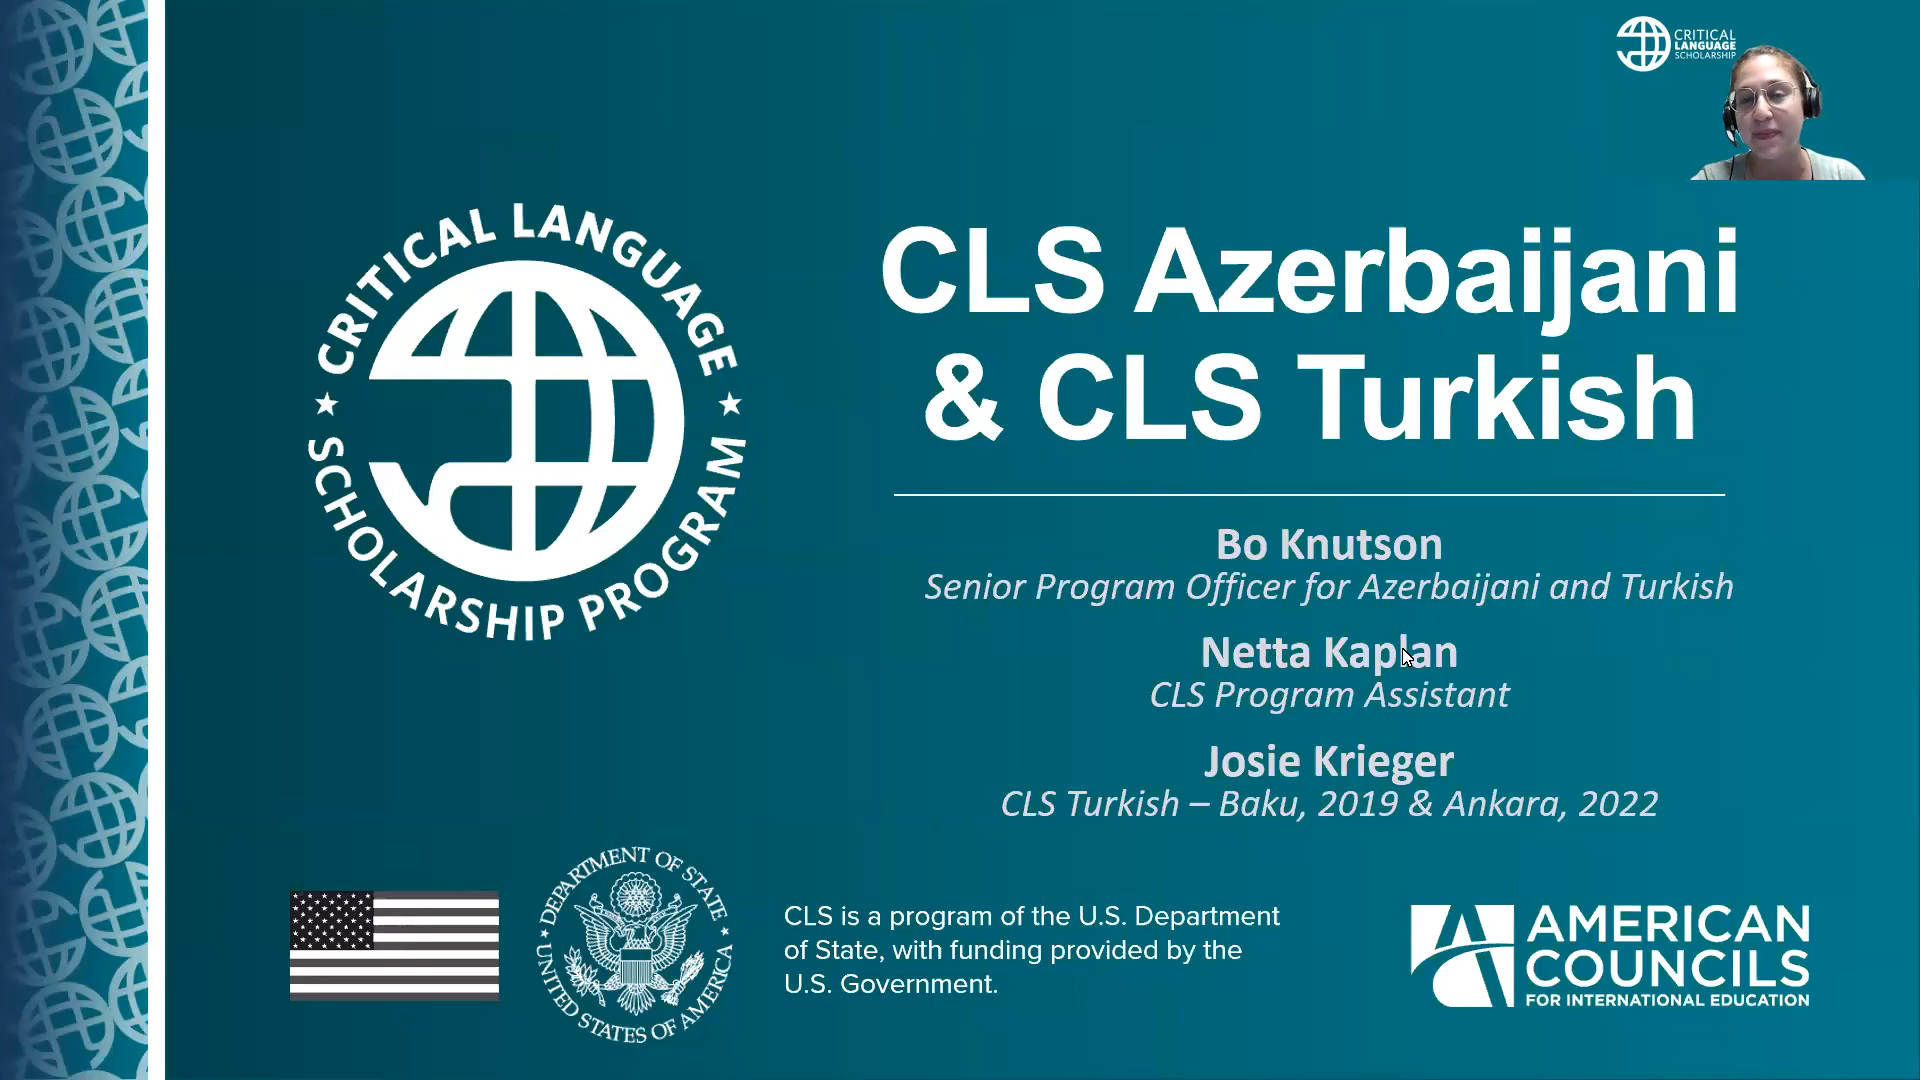 CRITICAL
LANGUAGE
SCHOLARSHIP
CRITICAL LANGUAGE
★ SCHOLARSHIP PROGRAM ★
CLS Azerbaijani
& CLS Turkish
Bo Knutson
Senior Program Officer for Azerbaijani and Turkish
Netta Kaplan
CLS Program Assistant
Josie Krieger
CLS Turkish – Baku, 2019 & Ankara, 2022
DEPARTMENT OF STATE
★ UNITED STATES OF AMERICA ★
CLS is a program of the U.S. Department
of State, with funding provided by the
U.S. Government.
AMERICAN
COUNCILS
FOR INTERNATIONAL EDUCATION